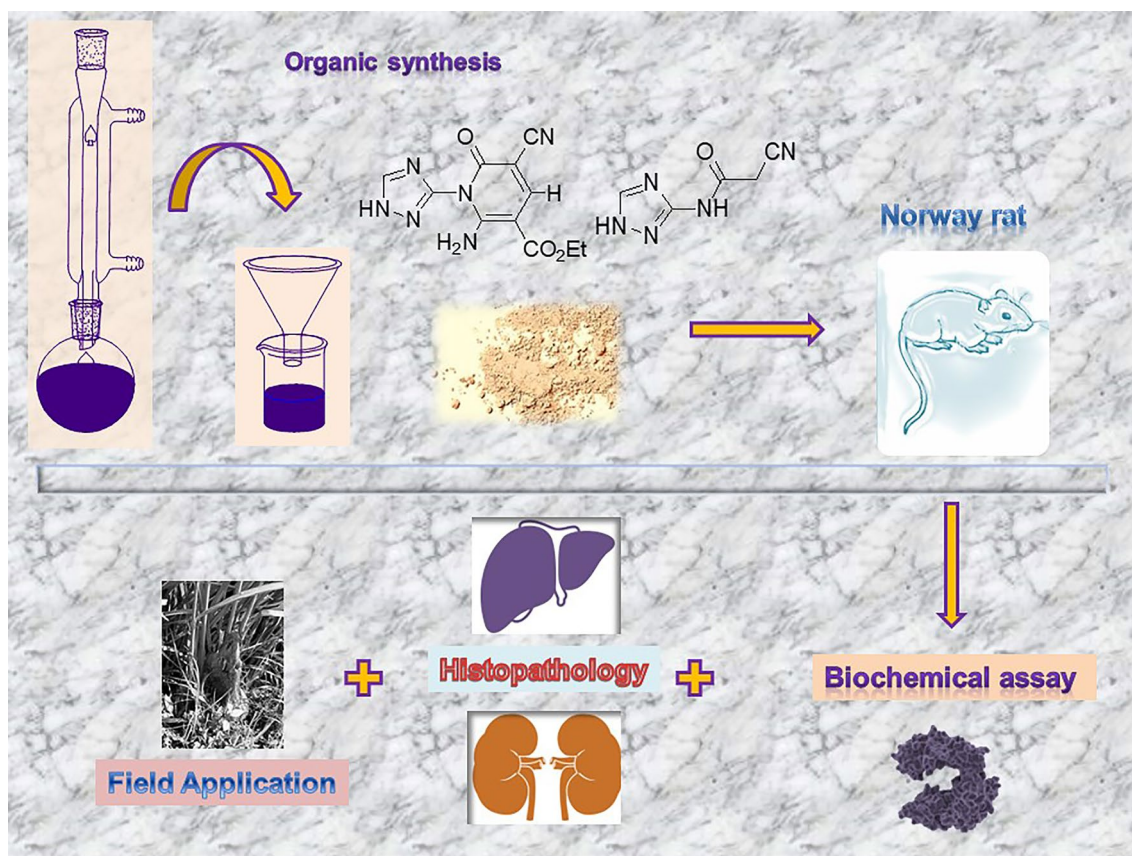 Organic synthesis
O
CN
N
HN
N
N
H
H₂N
CO₂Et
O
CN
N
HN
N
NH
Norway rat
Histopathology
Biochemical assay
Field Application